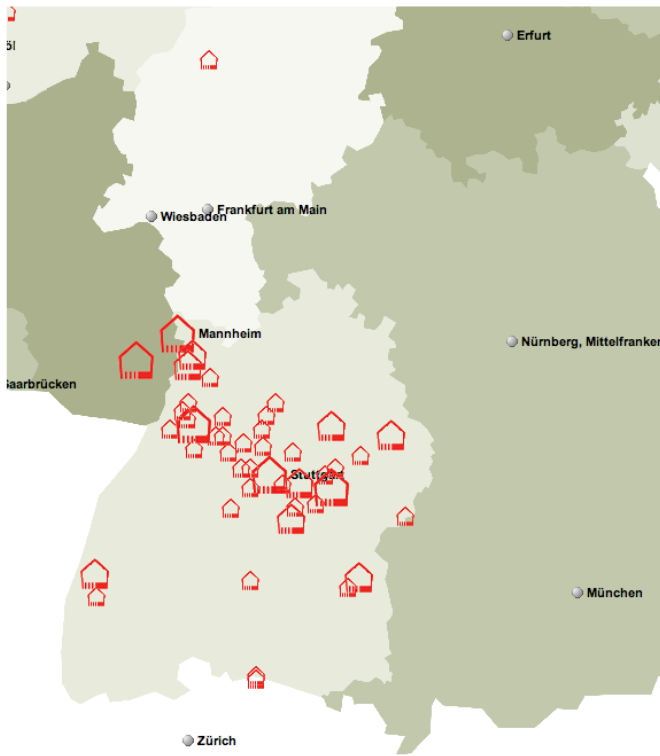 Erfurt
Frankfurt am Main
Wiesbaden
Mannheim
Nürnberg, Mittelfranken
Saarbrücken
Stuttgart
München
Zürich